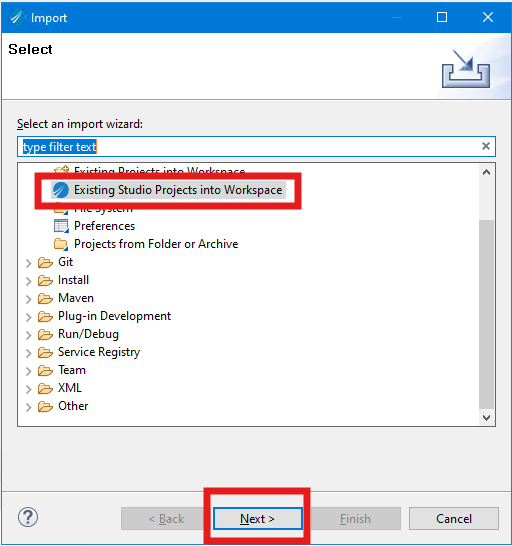 Import
Select
Select an import wizard:
type filter text
Existing Projects into Workspace
Existing Studio Projects into Workspace
File System
Preferences
Projects from Folder or Archive
Git
Install
Maven
Plug-in Development
Run/Debug
Service Registry
Team
XML
Other
< Back
Next >
Finish
Cancel